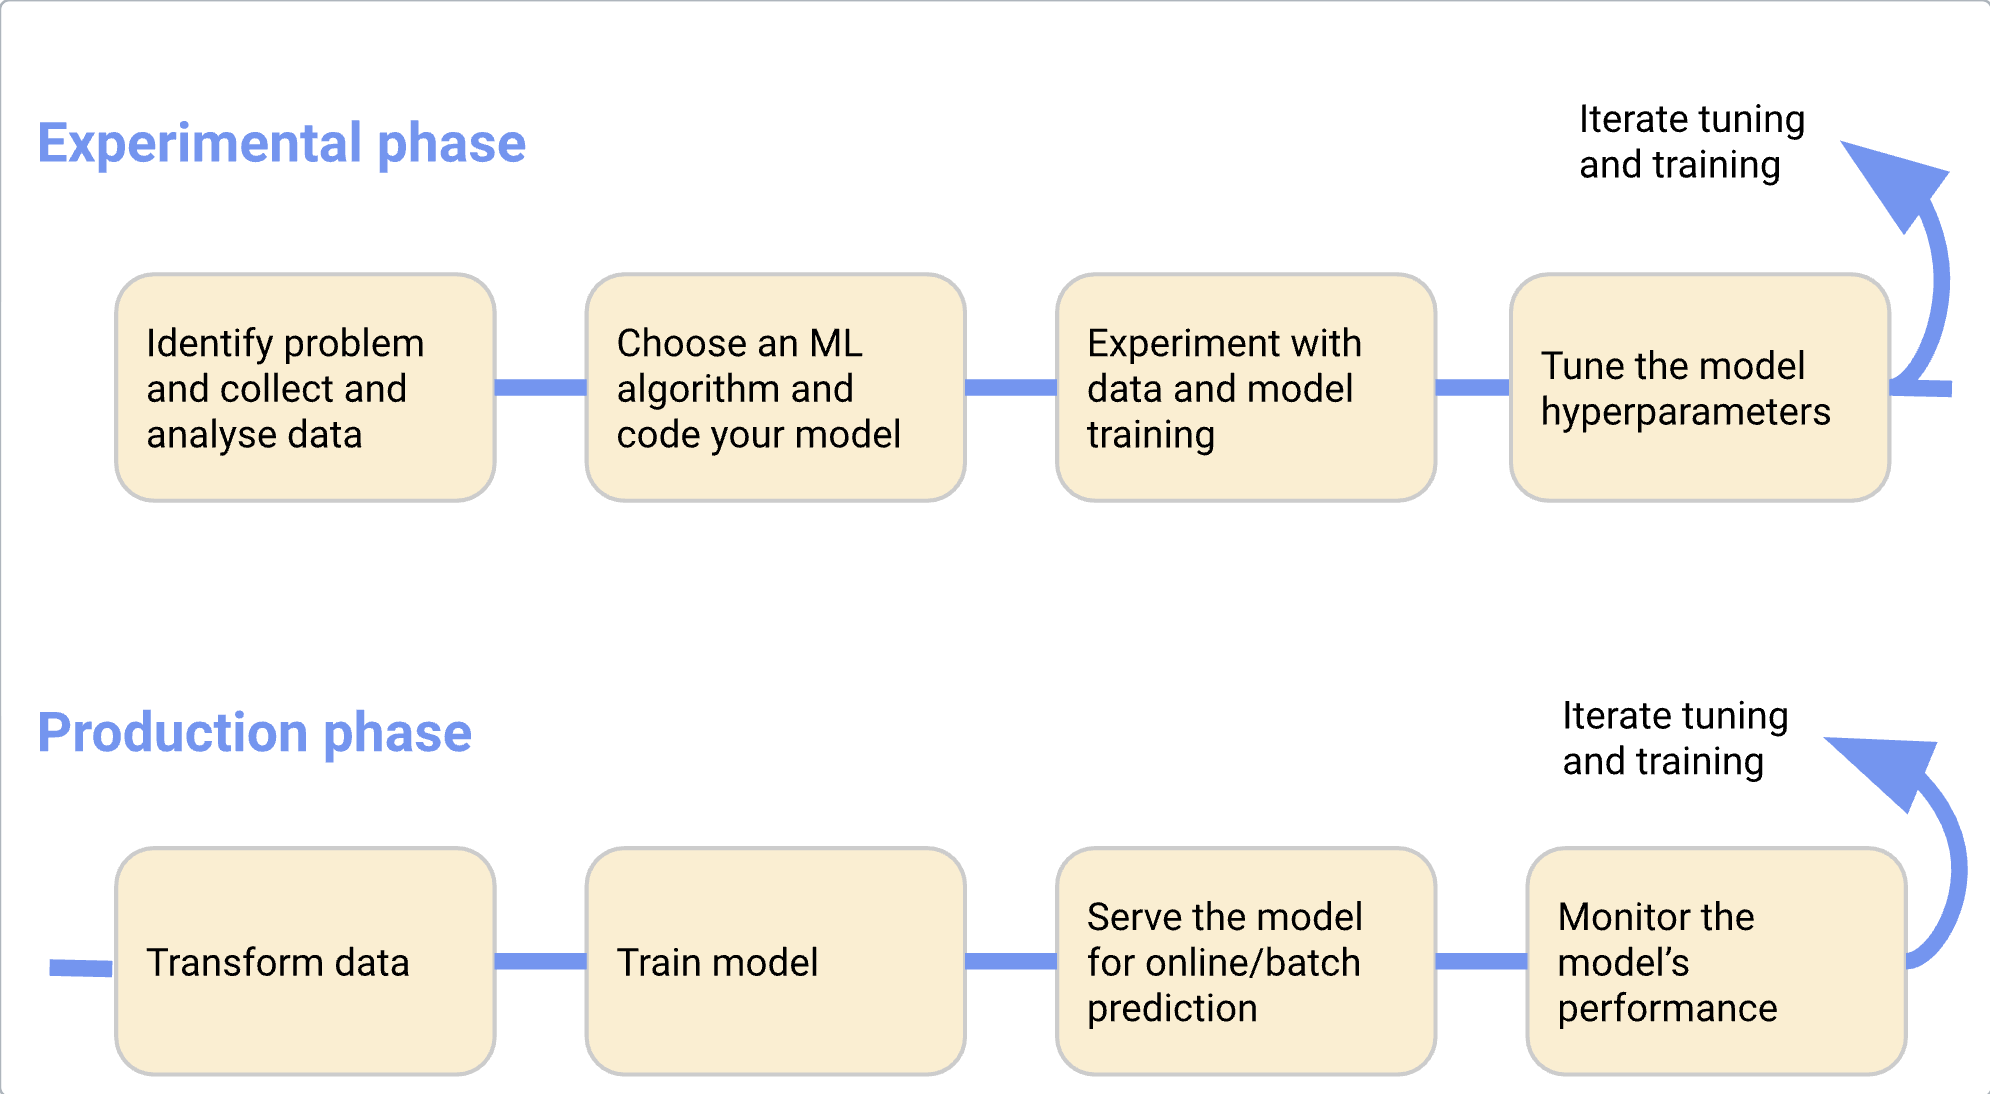 Experimental phase
Iterate tuning
and training
Identify problem
and collect and
analyse data
Choose an ML
algorithm and
code your model
Experiment with
data and model
training
Tune the model
hyperparameters
Production phase
Iterate tuning
and training
Transform data
Train model
Serve the model
for online/batch
prediction
Monitor the
model’s
performance